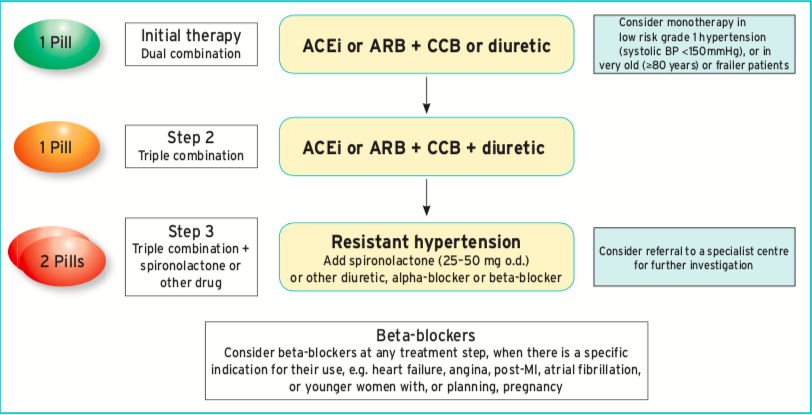 1 Pill
Initial therapy
Dual combination
ACEi or ARB + CCB or diuretic
Consider monotherapy in
low risk grade 1 hypertension
(systolic BP <150mmHg), or in
very old (≥80 years) or frailer patients
1 Pill
Step 2
Triple combination
ACEi or ARB + CCB + diuretic
2 Pills
Step 3
Triple combination +
spironolactone or
other drug
Resistant hypertension
Add spironolactone (25-50 mg o.d.)
or other diuretic, alpha-blocker or beta-blocker
Consider referral to a specialist centre
for further investigation
Beta-blockers
Consider beta-blockers at any treatment step, when there is a specific
indication for their use, e.g. heart failure, angina, post-MI, atrial fibrillation,
or younger women with, or planning, pregnancy